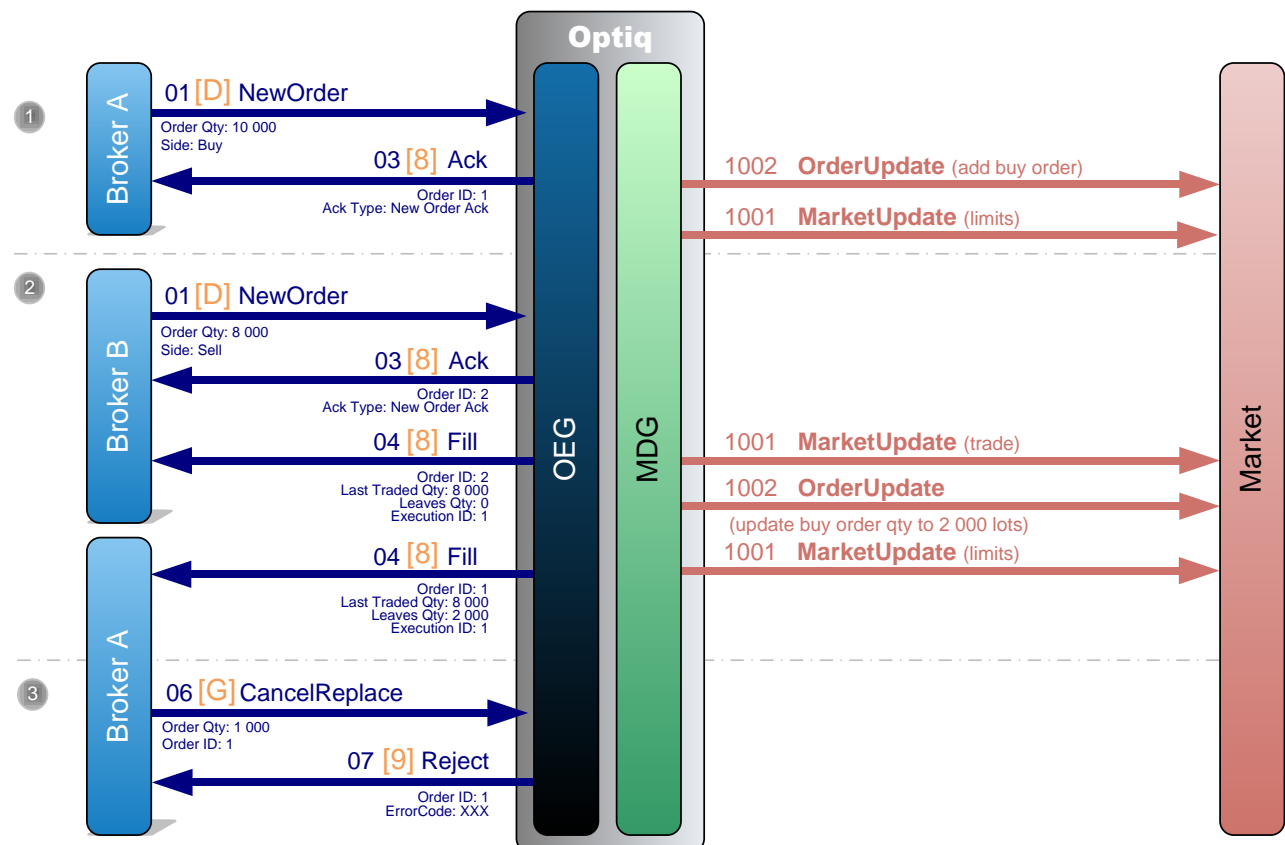 Optiq
1
Broker A
01 [D] NewOrder
Order Qty: 10 000
Side: Buy
03 [8] Ack
Order ID: 1
Ack Type: New Order Ack
1002 OrderUpdate (add buy order)
1001 MarketUpdate (limits)
2
Broker B
01 [D] NewOrder
Order Qty: 8 000
Side: Sell
03 [8] Ack
Order ID: 2
Ack Type: New Order Ack
04 [8] Fill
Order ID: 2
Last Traded Qty: 8 000
Leaves Qty: 0
Execution ID: 1
OEG
MDG
1001 MarketUpdate (trade)
1002 OrderUpdate
(update buy order qty to 2 000 lots)
1001 MarketUpdate (limits)
Market
Broker A
04 [8] Fill
Order ID: 1
Last Traded Qty: 8 000
Leaves Qty: 2 000
Execution ID: 1
3
06 [G] CancelReplace
Order Qty: 1 000
Order ID: 1
07 [9] Reject
Order ID: 1
ErrorCode: XXX